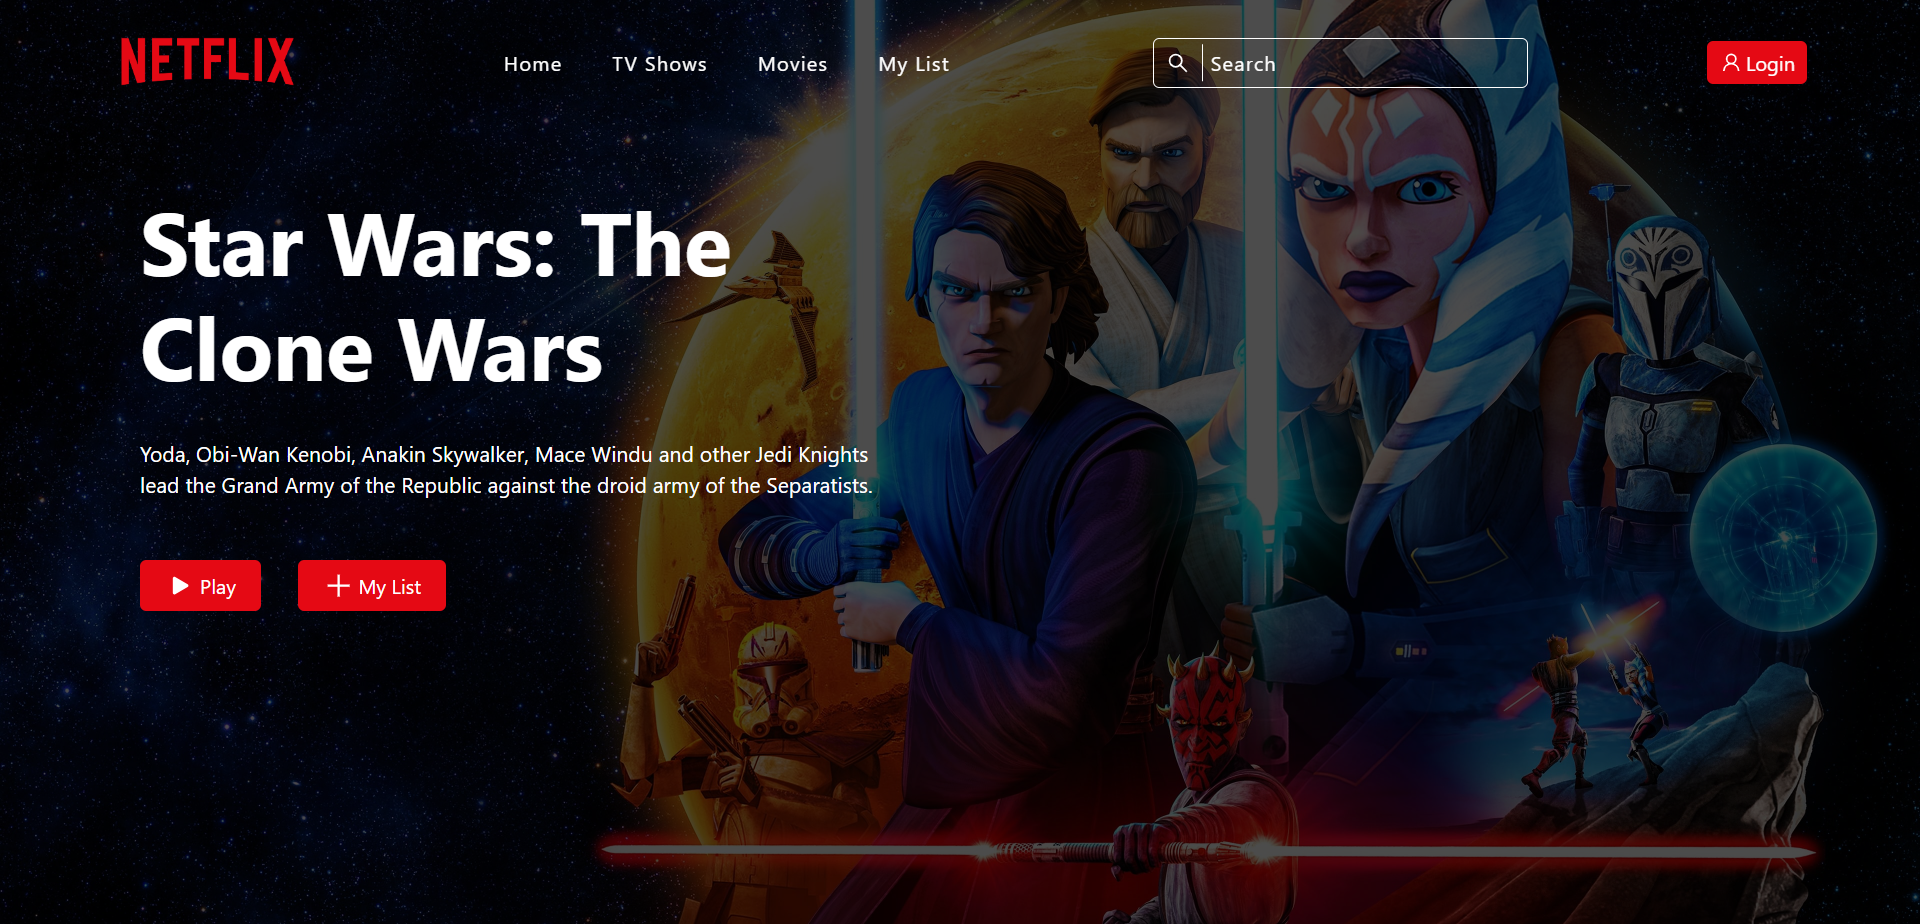 NETFLIX
Home
TV Shows
Movies
My List
Search
Login
Star Wars: The
Clone Wars
Yoda, Obi-Wan Kenobi, Anakin Skywalker, Mace Windu and other Jedi Knights
lead the Grand Army of the Republic against the droid army of the Separatists.
Play
My List